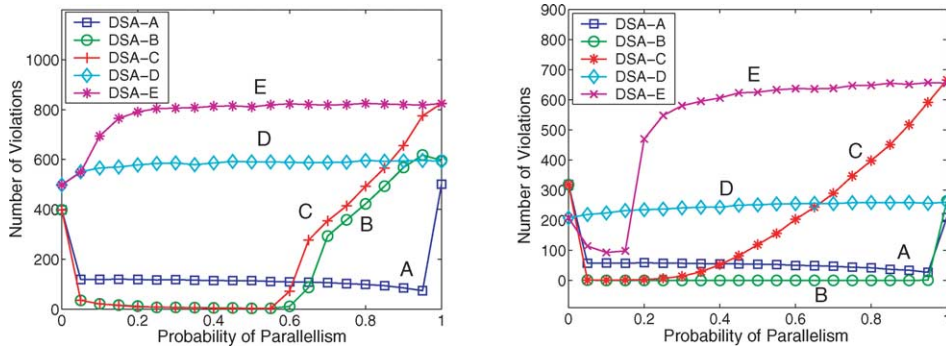 DSA-A
DSA-B
DSA-C
DSA-D
DSA-E
Number of Violations
1000
800
600
400
200
0
E
D
C
B
A
0 0.2 0.4 0.6 0.8 1
Probability of Parallelism
DSA-A
DSA-B
DSA-C
DSA-D
DSA-E
Number of Violations
900
800
700
600
500
400
300
200
100
0
E
C
D
A
B
0 0.2 0.4 0.6 0.8 1
Probability of Parallelism